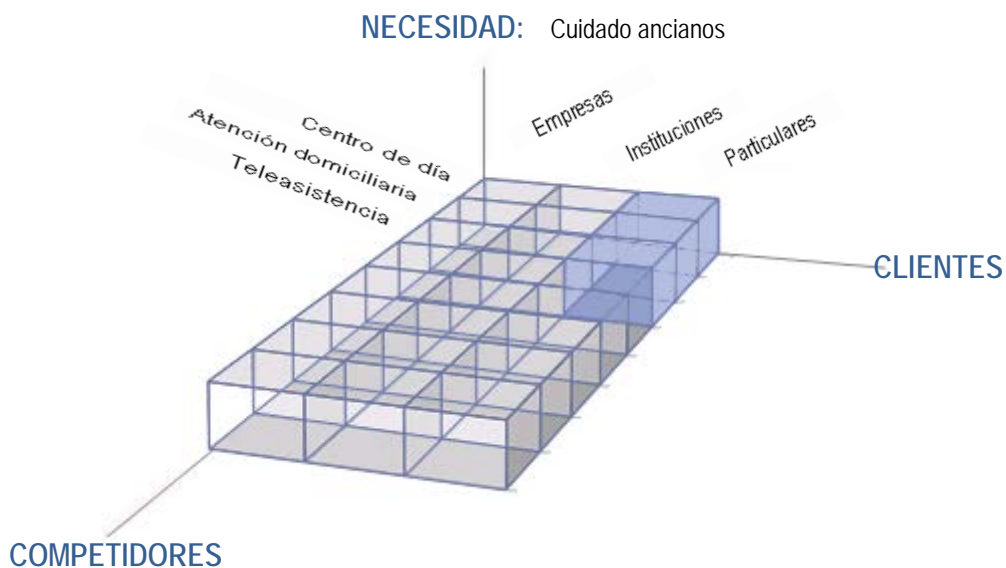 NECESIDAD: Cuidado ancianos
Centro de día
Atención domiciliaria
Teleasistencia
Empresas
Instituciones
Particulares
CLIENTES
COMPETIDORES